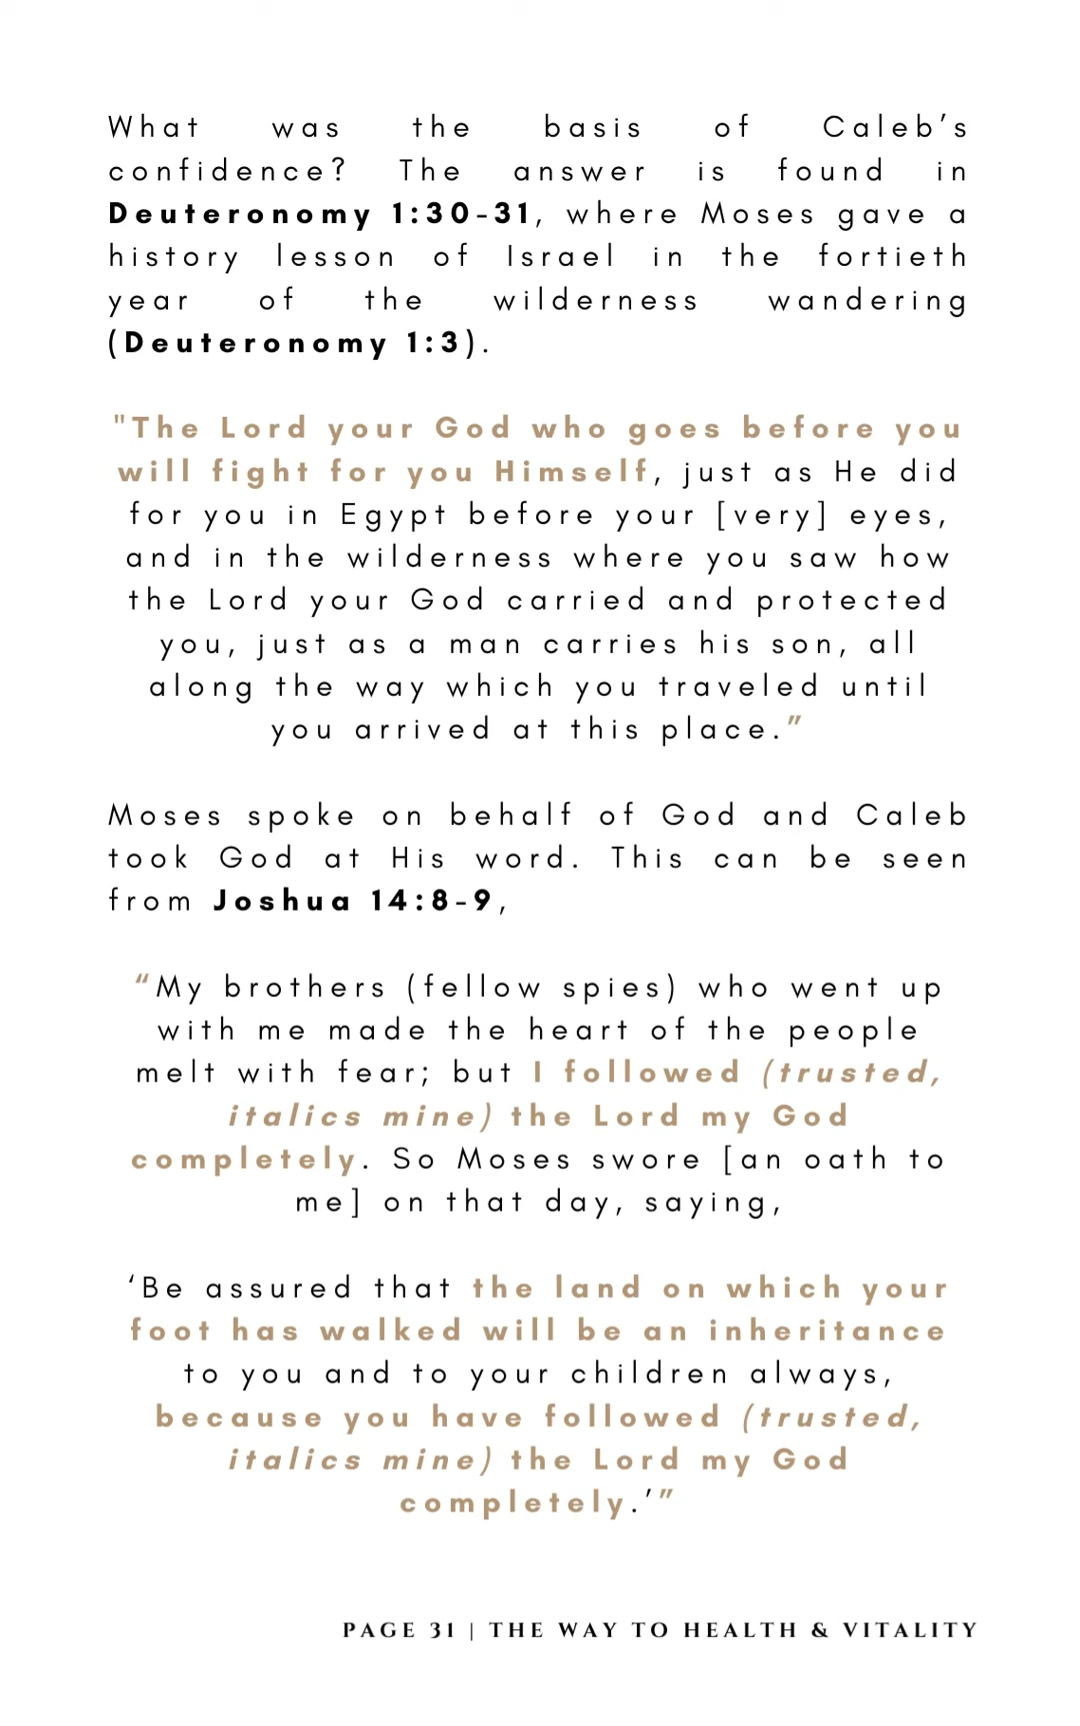 What was the basis of Caleb’s
confidence? The answer is found in
Deuteronomy 1:30-31, where Moses gave a
history lesson of Israel in the fortieth
year of the wilderness wandering
(Deuteronomy 1:3).
"The Lord your God who goes before you
will fight for you Himself, just as He did
for you in Egypt before your [very] eyes,
and in the wilderness where you saw how
the Lord your God carried and protected
you, just as a man carries his son, all
along the way which you traveled until
you arrived at this place.”
Moses spoke on behalf of God and Caleb
took God at His word. This can be seen
from Joshua 14:8-9,
“My brothers (fellow spies) who went up
with me made the heart of the people
melt with fear; but I followed (trusted,
italics mine) the Lord my God
completely. So Moses swore [an oath to
me] on that day, saying,
‘Be assured that the land on which your
foot has walked will be an inheritance
to you and to your children always,
because you have followed (trusted,
italics mine) the Lord my God
completely.’”
PAGE 31 | THE WAY TO HEALTH & VITALITY